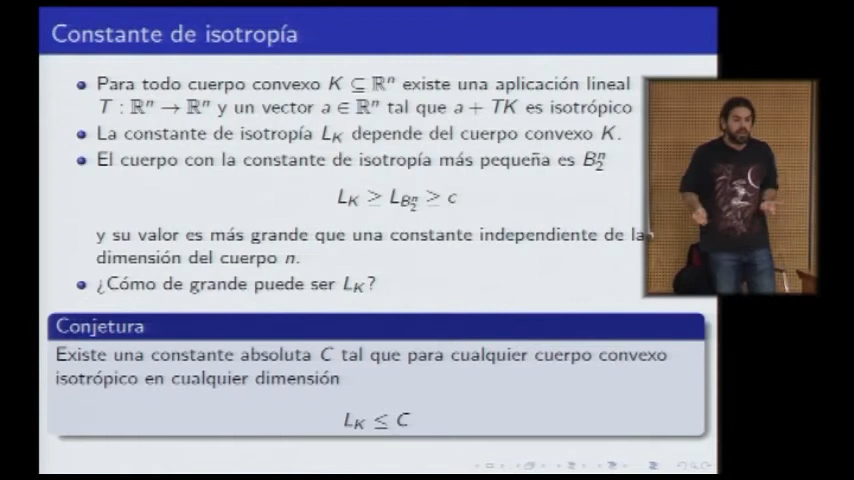 Constante de isotropía
Para todo cuerpo convexo K ⊆ ℝⁿ existe una aplicación lineal
T : ℝⁿ → ℝⁿ y un vector a ∈ ℝⁿ tal que a + TK es isotrópico
La constante de isotropía L_K depende del cuerpo convexo K.
El cuerpo con la constante de isotropía más pequeña es B₂ⁿ
L_K ≥ L_{B₂ⁿ} ≥ c
y su valor es más grande que una constante independiente de la
dimensión del cuerpo n.
¿Cómo de grande puede ser L_K?
Conjetura
Existe una constante absoluta C tal que para cualquier cuerpo convexo
isotrópico en cualquier dimensión
L_K ≤ C